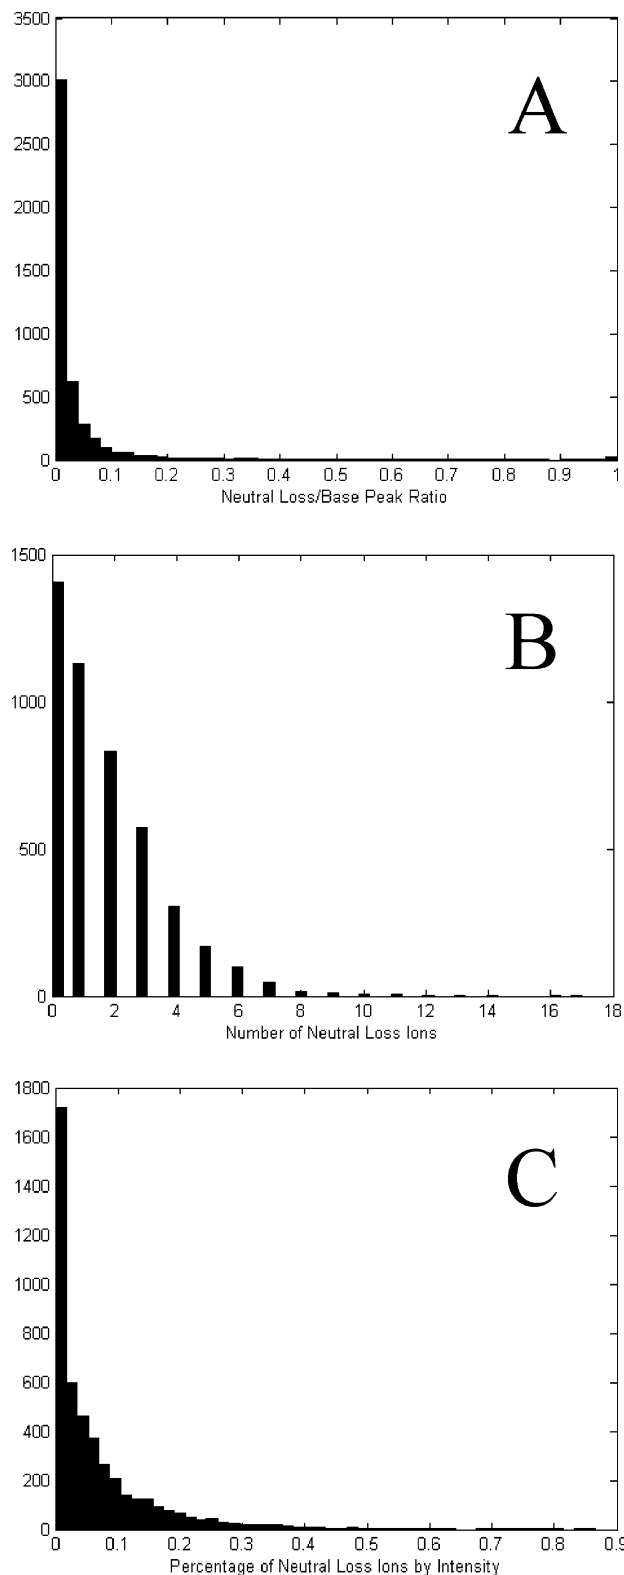 3500
A
3000
2500
2000
1500
1000
500
0
0 0.1 0.2 0.3 0.4 0.5 0.6 0.7 0.8 0.9 1
Neutral Loss/Base Peak Ratio
1500
B
1000
500
0
0 2 4 6 8 10 12 14 16 18
Number of Neutral Loss Ions
1800
1600
C
1400
1200
1000
800
600
400
200
0
0 0.1 0.2 0.3 0.4 0.5 0.6 0.7 0.8 0.9
Percentage of Neutral Loss Ions by Intensity